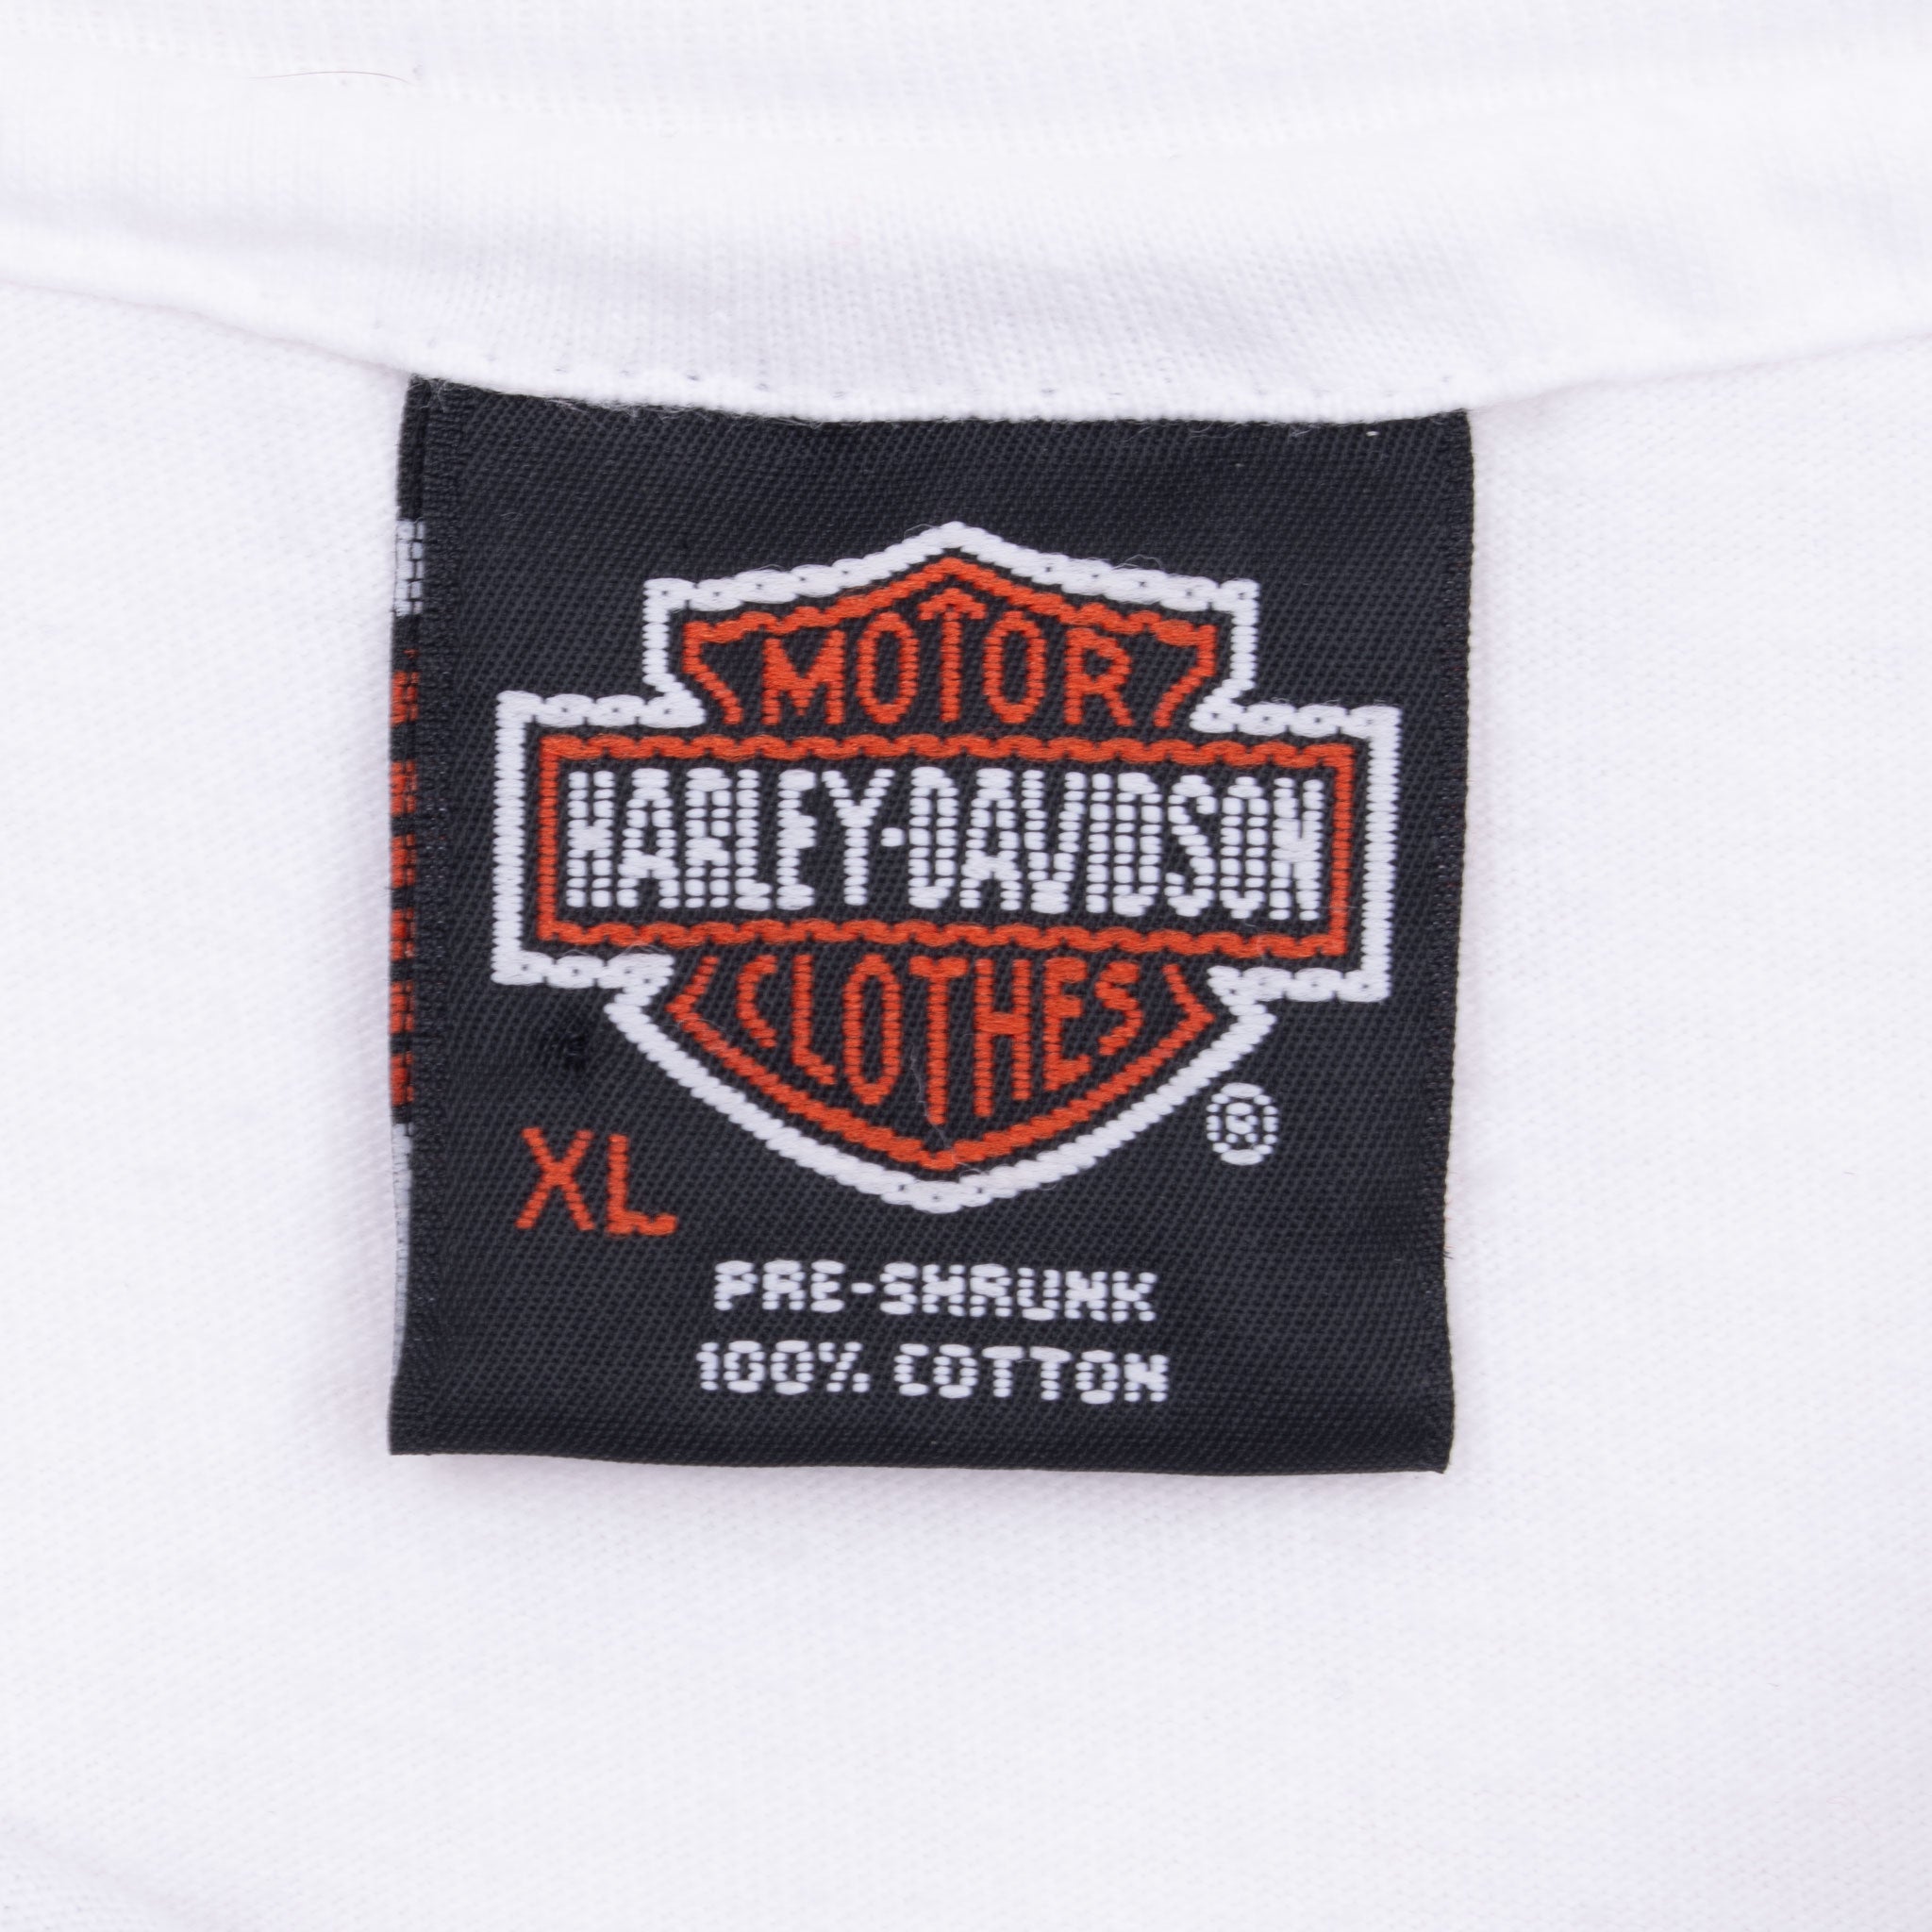 MOTOR
HARLEY-DAVIDSON
CLOTHES
®
XL
PRE-SHRUNK
100% COTTON